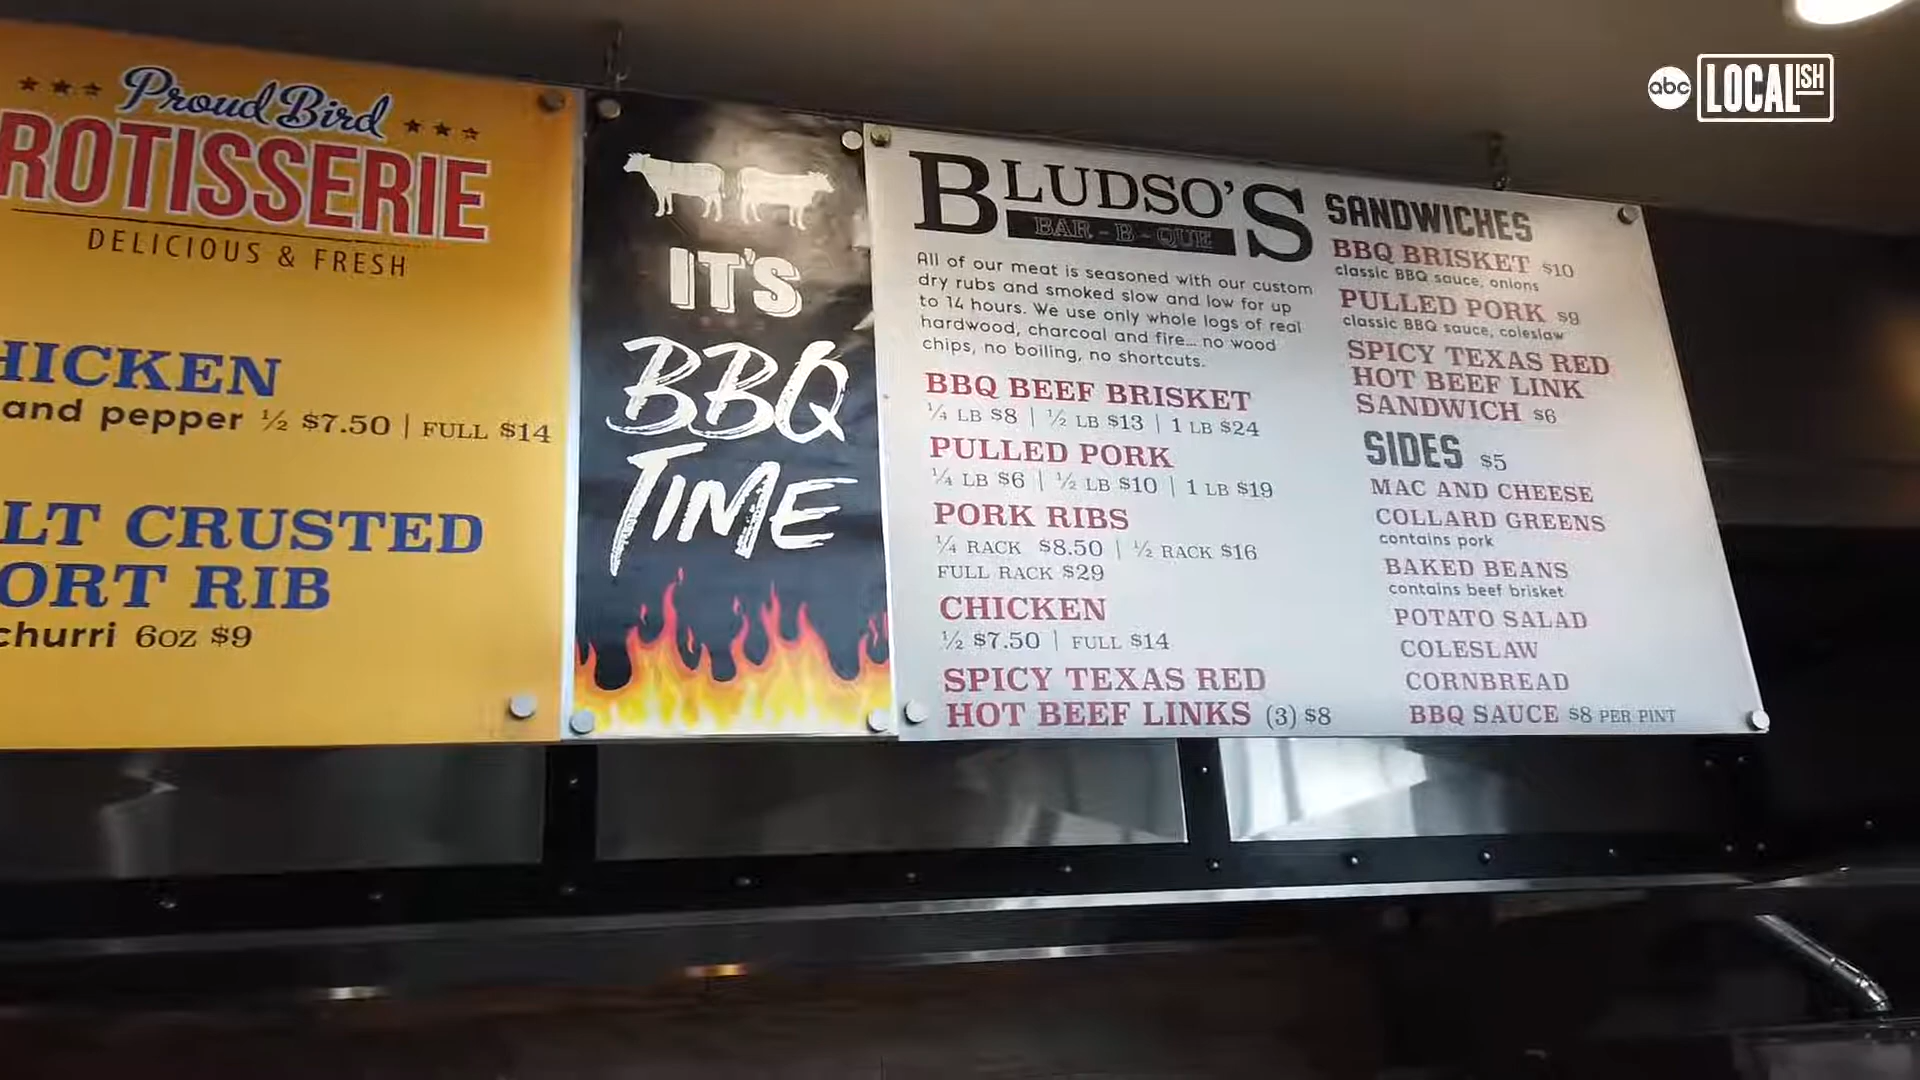 Proud Bird
ROTISSERIE
DELICIOUS & FRESH
HICKEN
and pepper ½ $7.50 | FULL $14
LT CRUSTED
ORT RIB
churri 6OZ $9
IT'S
BBQ
TIME
BLUDSO'S
BAR-B-QUE
All of our meat is seasoned with our custom
dry rubs and smoked slow and low for up
to 14 hours. We use only whole logs of real
hardwood, charcoal and fire... no wood
chips, no boiling, no shortcuts.
BBQ BEEF BRISKET
¼ LB $8 | ½ LB $13 | 1 LB $24
PULLED PORK
¼ LB $6 | ½ LB $10 | 1 LB $19
PORK RIBS
¼ RACK $8.50 | ½ RACK $16
FULL RACK $29
CHICKEN
½ $7.50 | FULL $14
SPICY TEXAS RED
HOT BEEF LINKS (3) $8
SANDWICHES
BBQ BRISKET $10
classic BBQ sauce, onions
PULLED PORK $9
classic BBQ sauce, coleslaw
SPICY TEXAS RED
HOT BEEF LINK
SANDWICH $6
SIDES $5
MAC AND CHEESE
COLLARD GREENS
contains pork
BAKED BEANS
contains beef brisket
POTATO SALAD
COLESLAW
CORNBREAD
BBQ SAUCE $8 PER PINT
abc LOCALISH